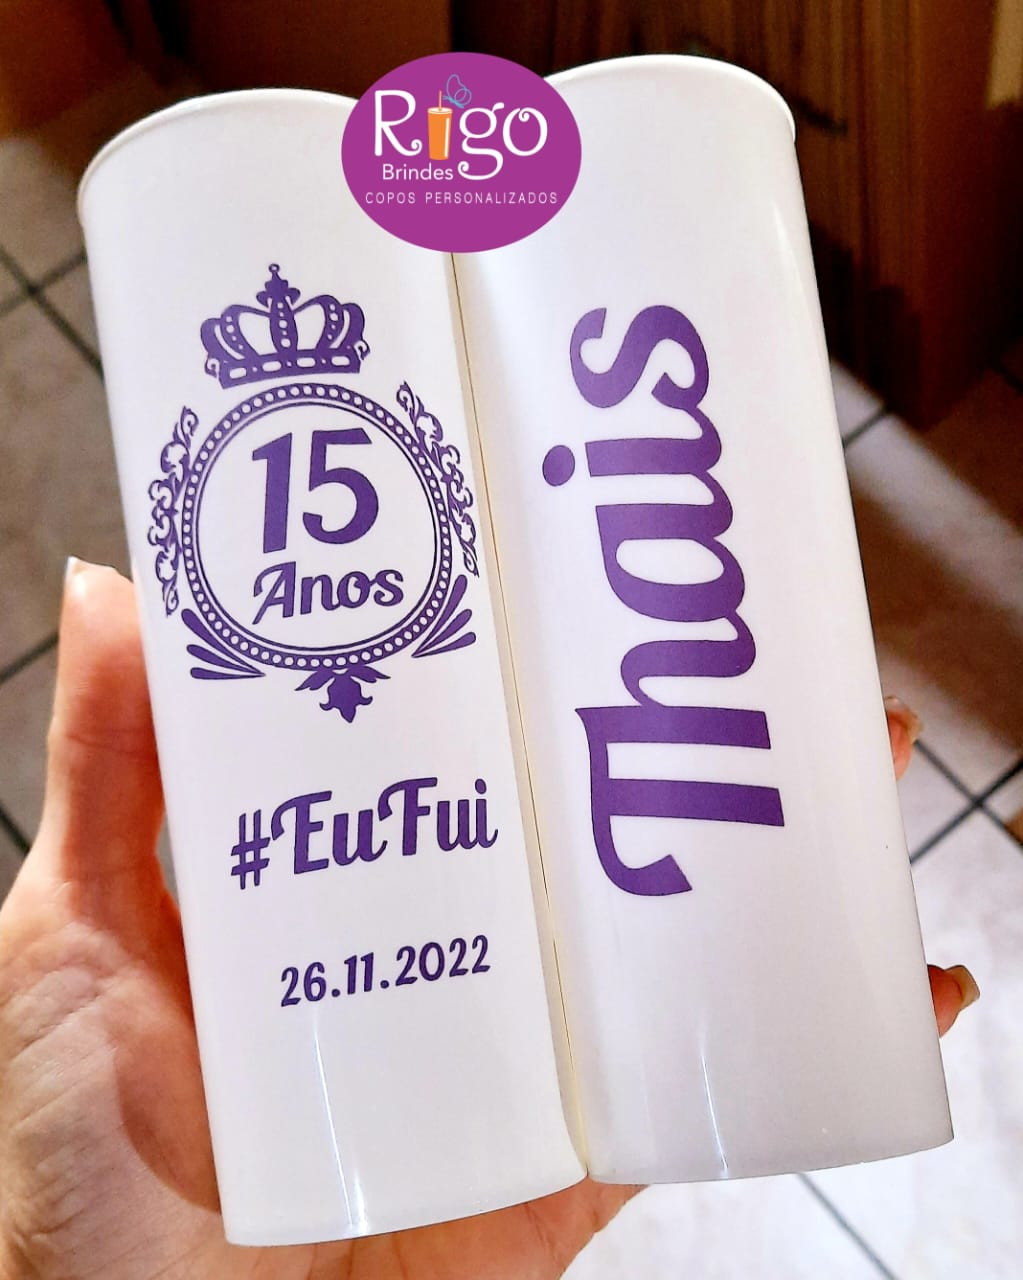 Rigo
Brindes
COPOS PERSONALIZADOS
15
Anos
#EuFui
26.11.2022
Thais